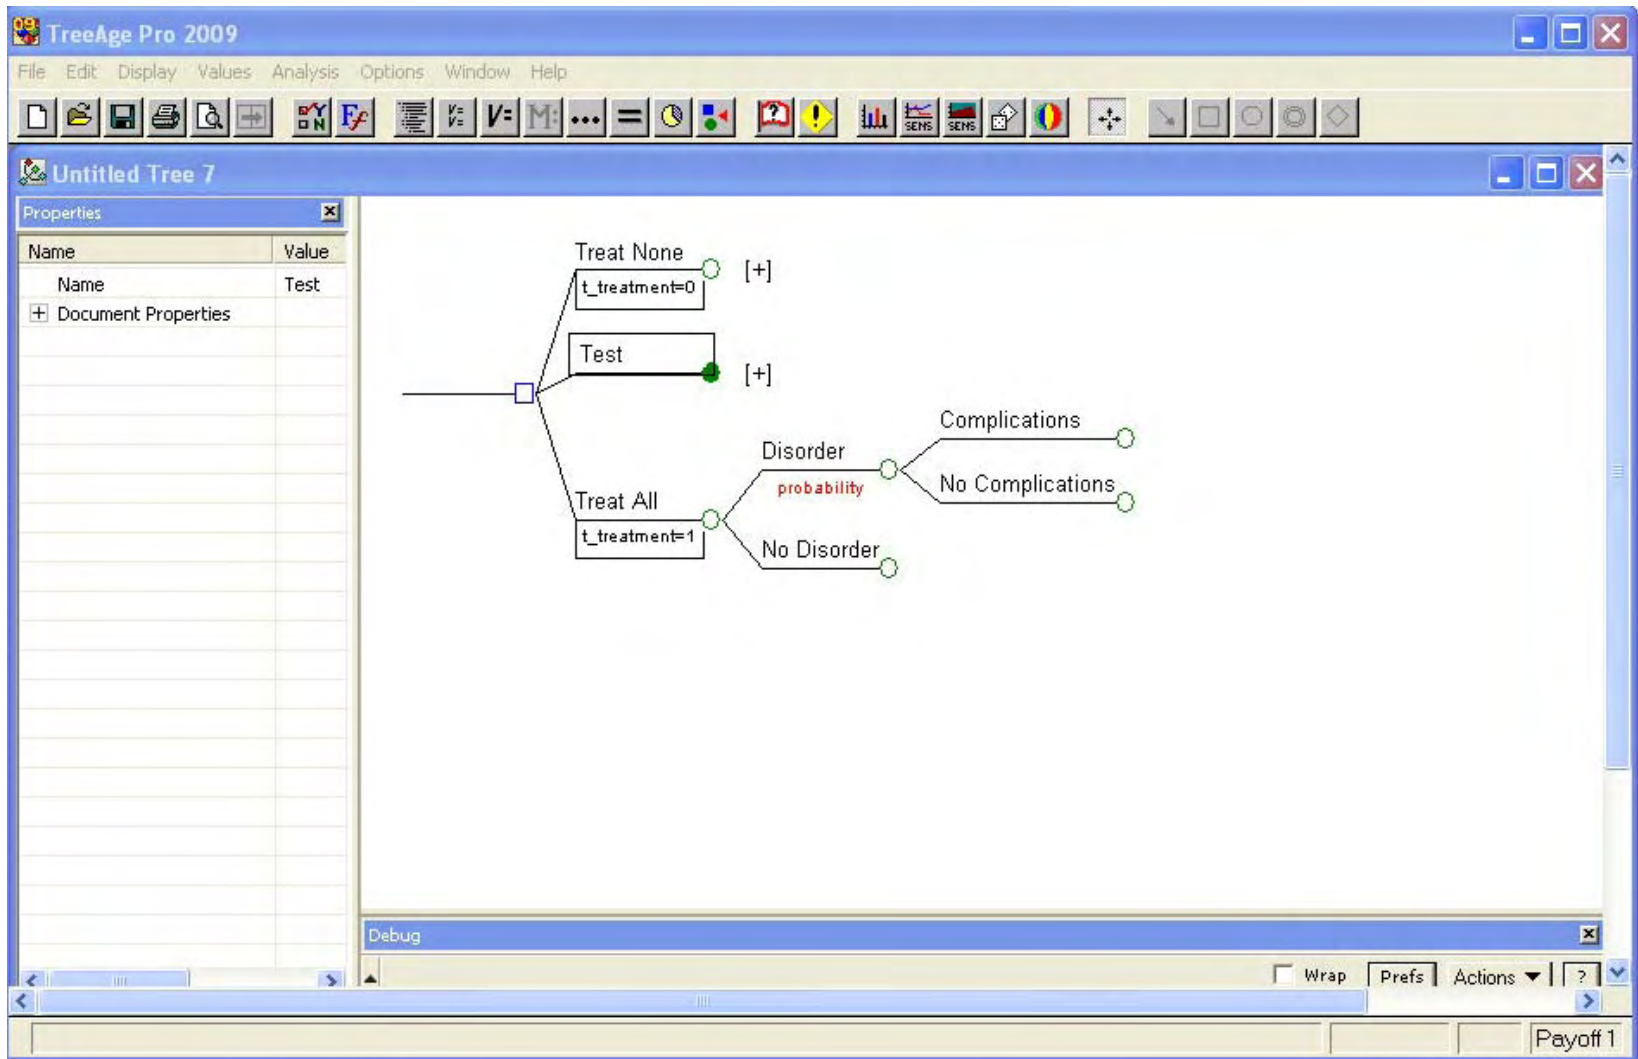 TreeAge Pro 2009
File Edit Display Values Analysis Options Window Help
Untitled Tree 7
Properties
Name Value
Name Test
Document Properties
Treat None
[+]
t_treatment=0
Test
[+]
Complications
Disorder
probability
No Complications
Treat All
t_treatment=1
No Disorder
Debug
Wrap Prefs Actions ?
Payoff 1